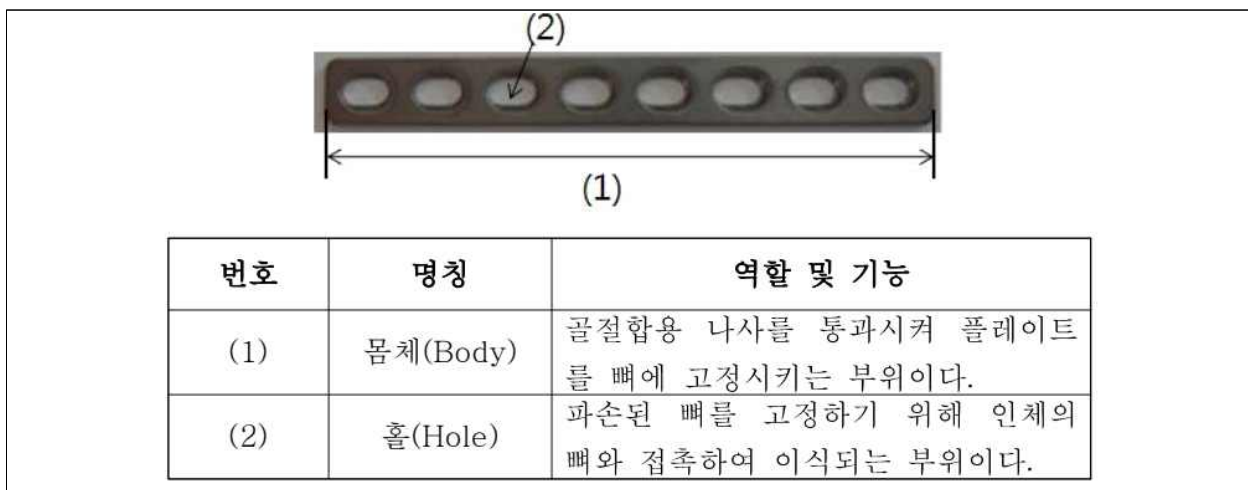 (2)
(1)
번호 명칭 역할 및 기능
(1) 몸체(Body) 골절합용 나사를 통과시켜 플레이트
를 뼈에 고정시키는 부위이다.
(2) 홀(Hole) 파손된 뼈를 고정하기 위해 인체의
뼈와 접촉하여 이식되는 부위이다.